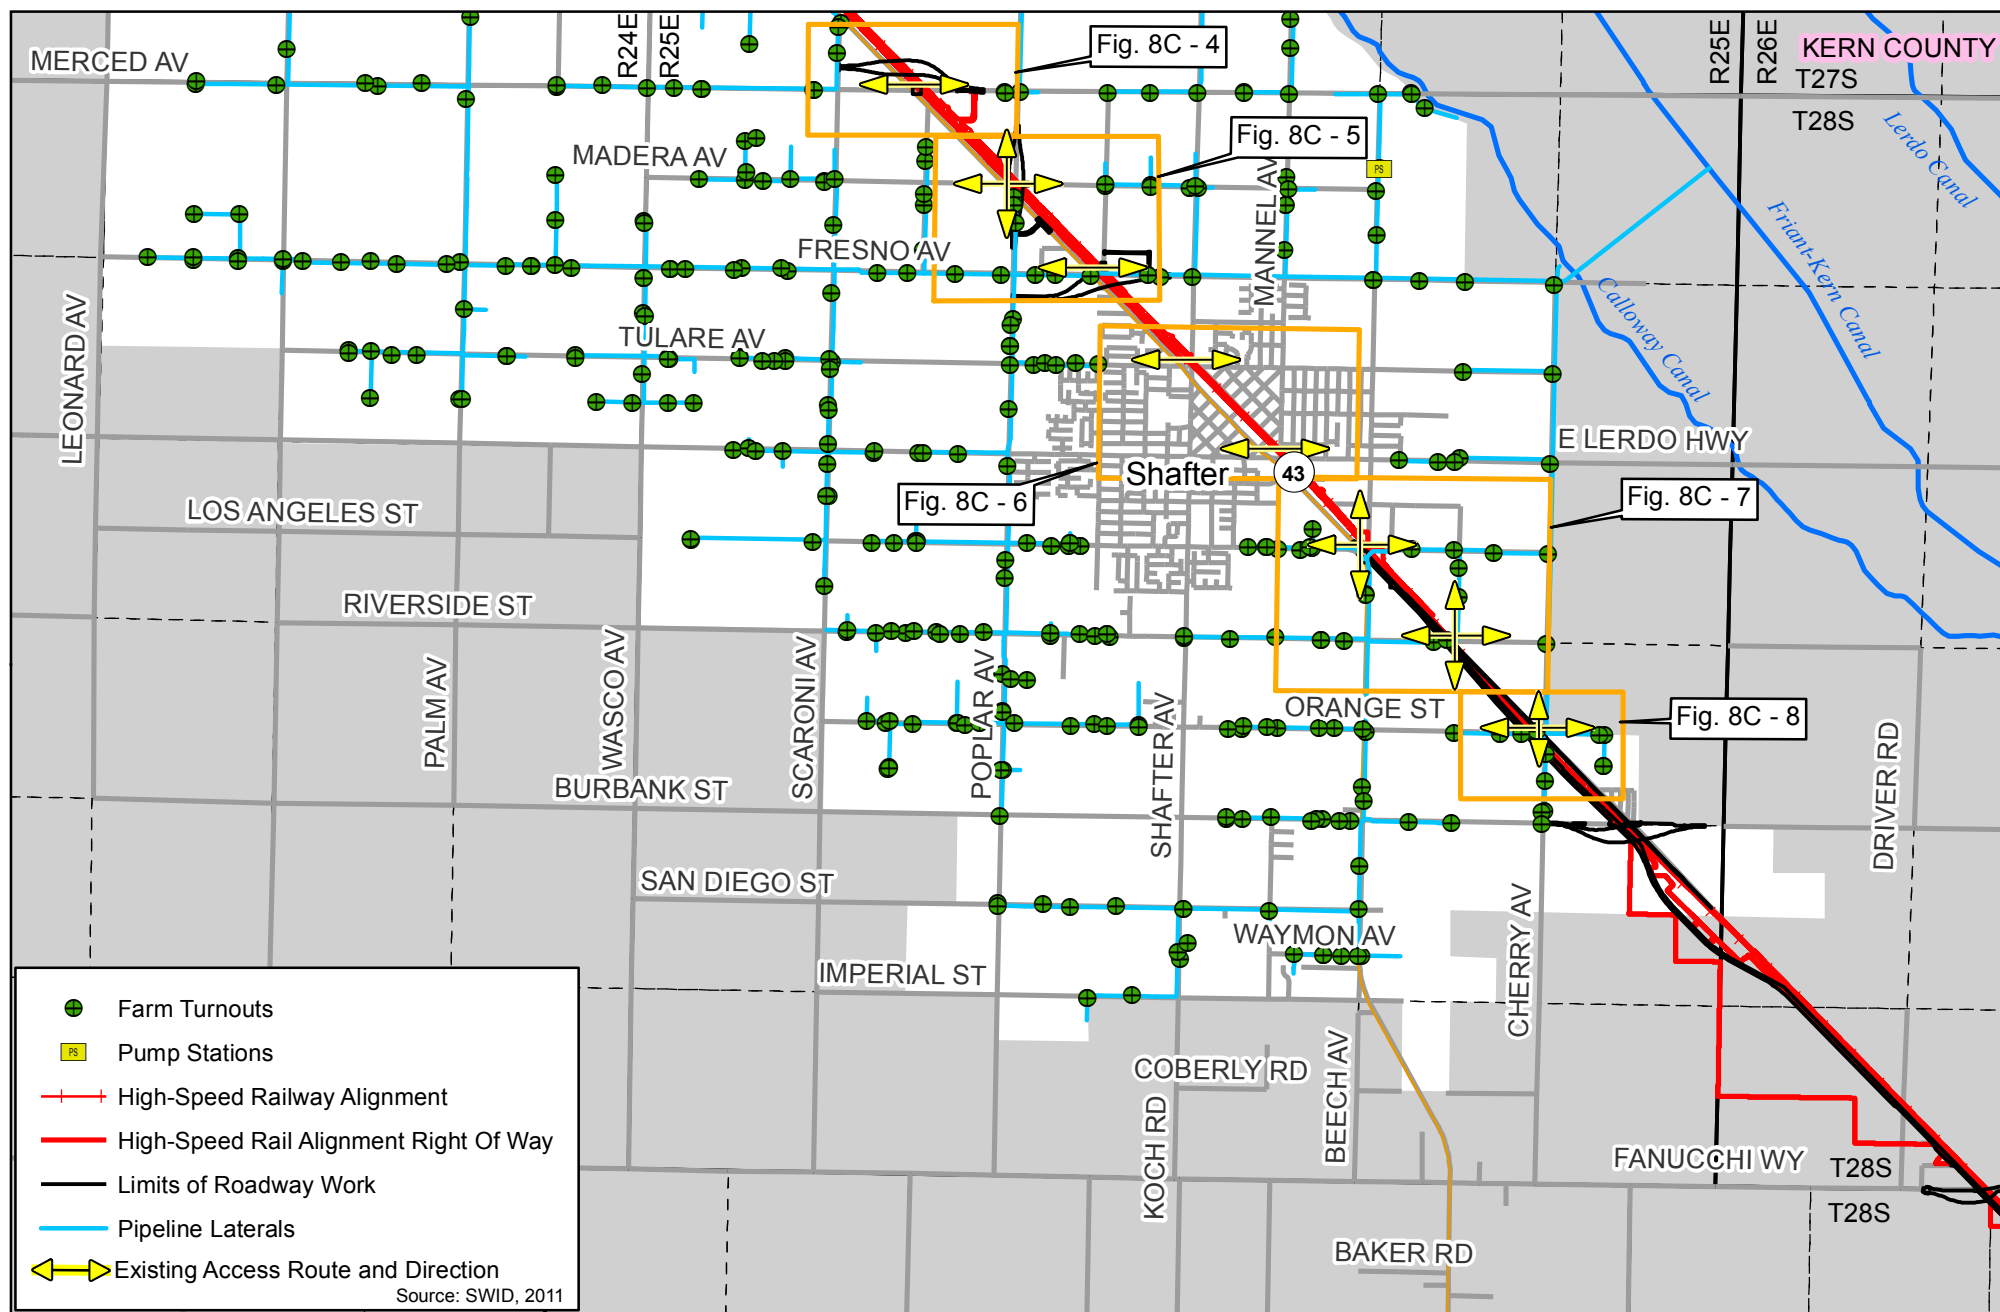 MERCED AV
R24E
R25E
Fig. 8C - 4
R25E
R26E
KERN COUNTY
T27S
T28S
Lerdo Canal
MADERA AV
Fig. 8C - 5
PS
MANNEL AV
Friant-Kern Canal
FRESNO AV
Calloway Canal
LEONARD AV
TULARE AV
E LERDO HWY
Shafter
43
Fig. 8C - 6
Fig. 8C - 7
LOS ANGELES ST
RIVERSIDE ST
PALM AV
WASCO AV
SCARONI AV
POPLAR AV
SHAFTER AV
ORANGE ST
Fig. 8C - 8
DRIVER RD
BURBANK ST
SAN DIEGO ST
WAYMON AV
CHERRY AV
IMPERIAL ST
COBERLY RD
BEECH AV
KOCH RD
FANUCCHI WY
T28S
T28S
BAKER RD
Farm Turnouts
PS
Pump Stations
High-Speed Railway Alignment
High-Speed Rail Alignment Right Of Way
Limits of Roadway Work
Pipeline Laterals
Existing Access Route and Direction
Source: SWID, 2011